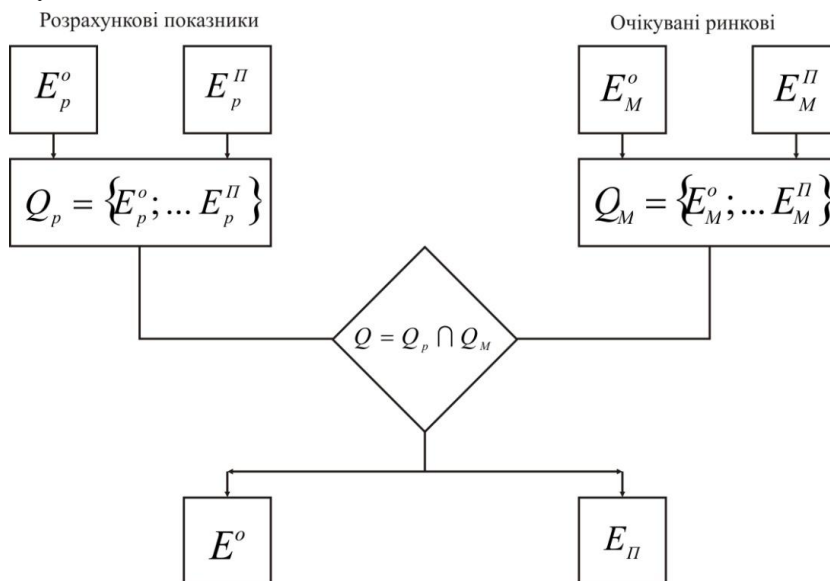 Розрахункові показники
Очікувані ринкові
E_p^o
E_p^П
E_M^o
E_M^П
Q_p = {E_p^o; ... E_p^П}
Q_M = {E_M^o; ... E_M^П}
Q = Q_p ∩ Q_M
E^o
E_П